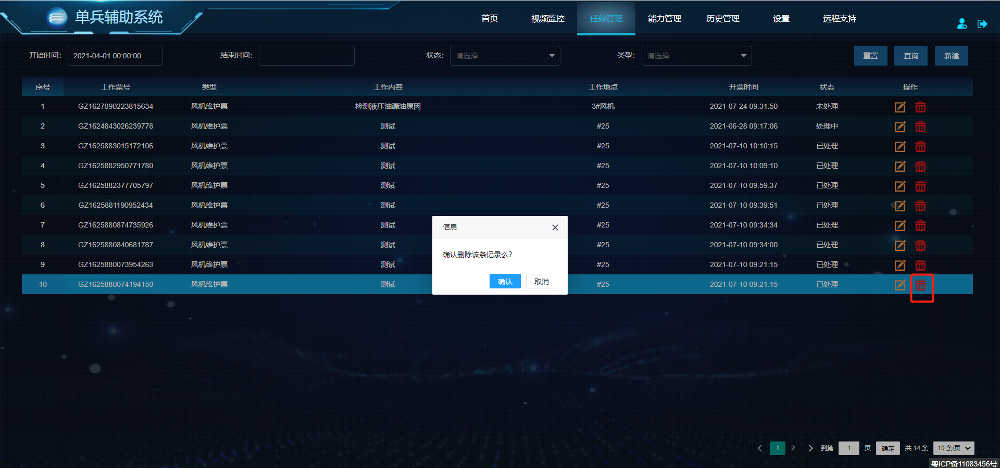 单兵辅助系统
首页 视频监控 任务管理 能力管理 历史管理 设置 远程支持
开始时间: 2021-04-01 00:00:00 结束时间: 状态: 请选择 类型: 请选择 重置 查询 新建
序号 工作票号 类型 工作内容 工作地点 开票时间 状态 操作
1 GZ1627090223815634 风机维护票 检测液压油漏油原因 3#风机 2021-07-24 09:31:50 未处理
2 GZ1624843026239778 风机维护票 测试 #25 2021-06-28 09:17:06 处理中
3 GZ1625883015172106 风机维护票 测试 #25 2021-07-10 10:10:15 已处理
4 GZ1625882950771780 风机维护票 测试 #25 2021-07-10 10:09:10 已处理
5 GZ1625882377705797 风机维护票 测试 #25 2021-07-10 09:59:37 已处理
6 GZ1625881190952434 风机维护票 测试 #25 2021-07-10 09:39:51 已处理
7 GZ1625880874735926 风机维护票 测试 #25 2021-07-10 09:34:34 已处理
8 GZ1625880840681787 风机维护票 测试 #25 2021-07-10 09:34:00 已处理
9 GZ1625880073954263 风机维护票 测试 #25 2021-07-10 09:21:15 已处理
10 GZ1625880074194150 风机维护票 测试 #25 2021-07-10 09:21:15 已处理
信息
确认删除该条记录么?
确认 取消
1 2 到第 1 页 确定 共 14 条 10 条/页
粤ICP备11083456号